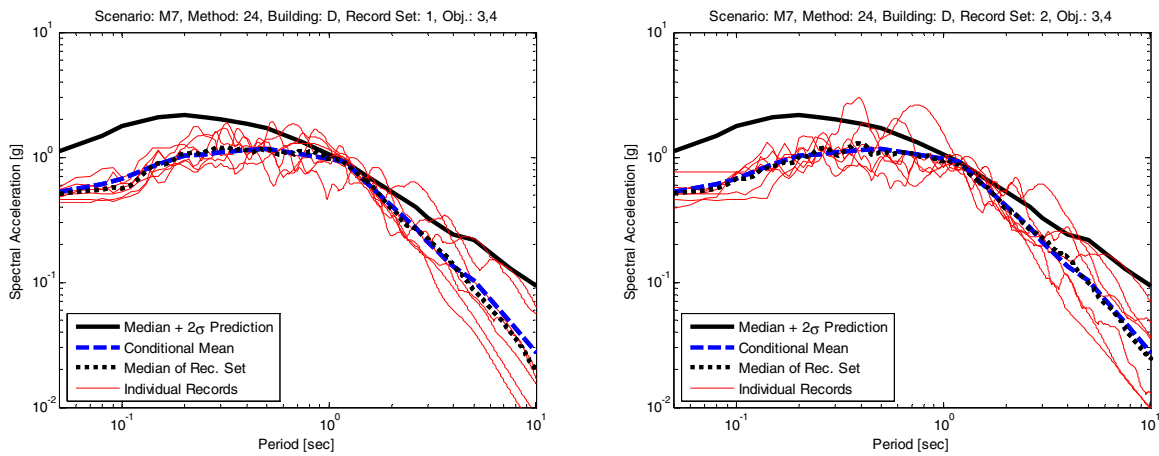 Scenario: M7, Method: 24, Building: D, Record Set: 1, Obj.: 3,4
Spectral Acceleration [g]
10^1
10^0
10^-1
10^-2
Median + 2σ Prediction
Conditional Mean
Median of Rec. Set
Individual Records
10^-1
10^0
10^1
Period [sec]
Scenario: M7, Method: 24, Building: D, Record Set: 2, Obj.: 3,4
Spectral Acceleration [g]
10^1
10^0
10^-1
10^-2
Median + 2σ Prediction
Conditional Mean
Median of Rec. Set
Individual Records
10^-1
10^0
10^1
Period [sec]